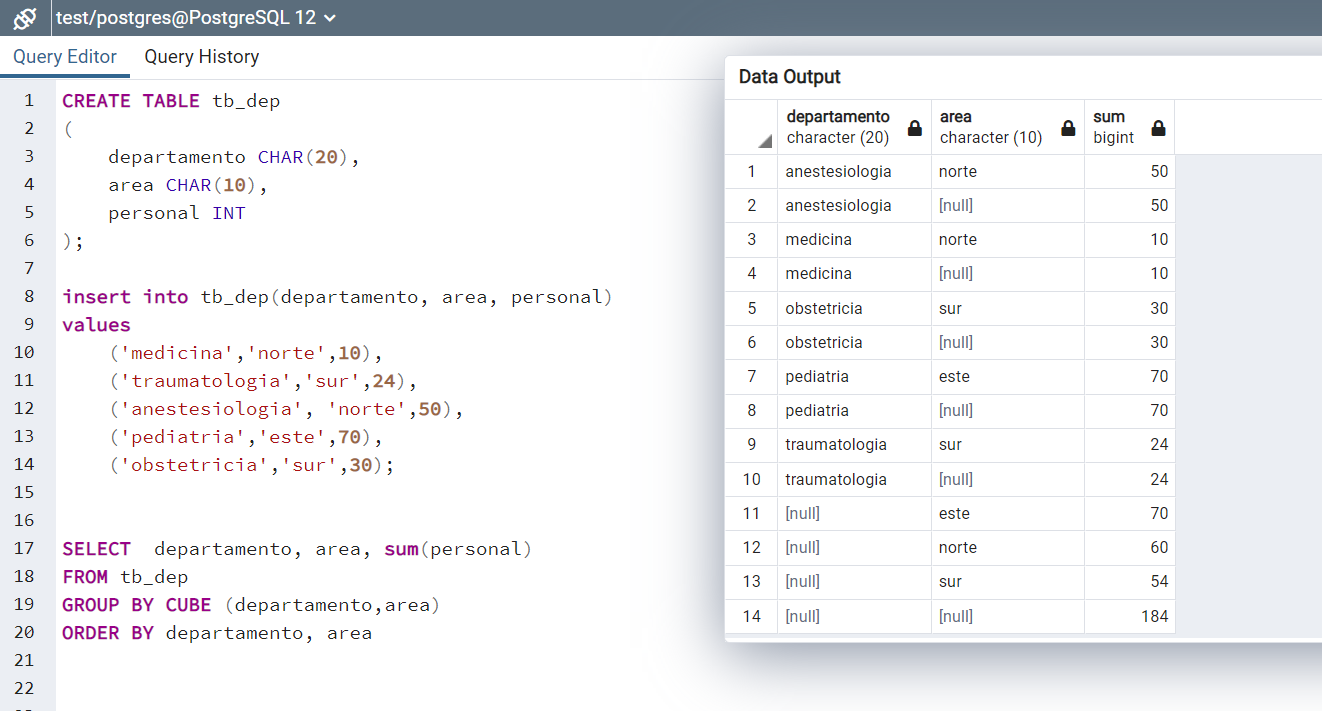 test/postgres@PostgreSQL 12
Query Editor Query History
1 CREATE TABLE tb_dep
2 (
3 departamento CHAR(20),
4 area CHAR(10),
5 personal INT
6 );
7
8 insert into tb_dep(departamento, area, personal)
9 values
10 ('medicina','norte',10),
11 ('traumatologia','sur',24),
12 ('anestesiologia', 'norte',50),
13 ('pediatria','este',70),
14 ('obstetricia','sur',30);
15
16
17 SELECT  departamento, area, sum(personal)
18 FROM tb_dep
19 GROUP BY CUBE (departamento,area)
20 ORDER BY departamento, area
21
22
Data Output
departamento area sum
character (20) character (10) bigint
1 anestesiologia norte 50
2 anestesiologia [null] 50
3 medicina norte 10
4 medicina [null] 10
5 obstetricia sur 30
6 obstetricia [null] 30
7 pediatria este 70
8 pediatria [null] 70
9 traumatologia sur 24
10 traumatologia [null] 24
11 [null] este 70
12 [null] norte 60
13 [null] sur 54
14 [null] [null] 184